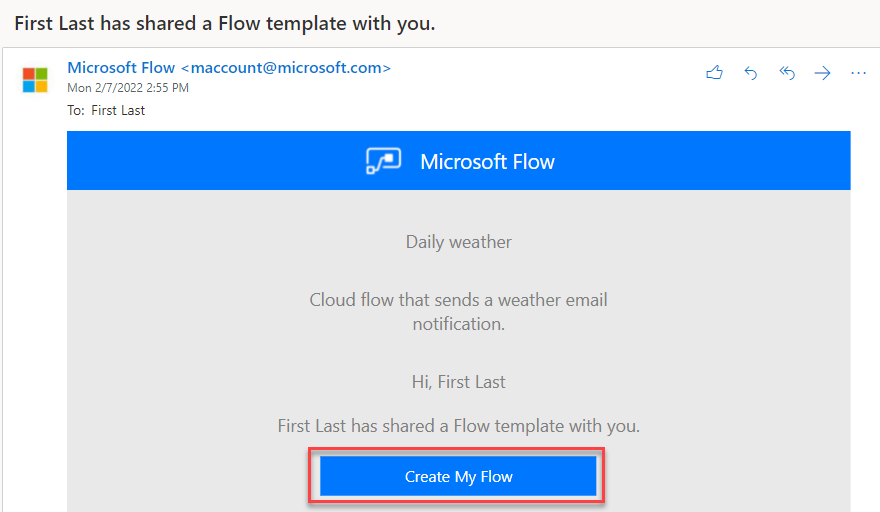 First Last has shared a Flow template with you.
Microsoft Flow <maccount@microsoft.com>
Mon 2/7/2022 2:55 PM
To: First Last
Microsoft Flow
Daily weather
Cloud flow that sends a weather email
notification.
Hi, First Last
First Last has shared a Flow template with you.
Create My Flow